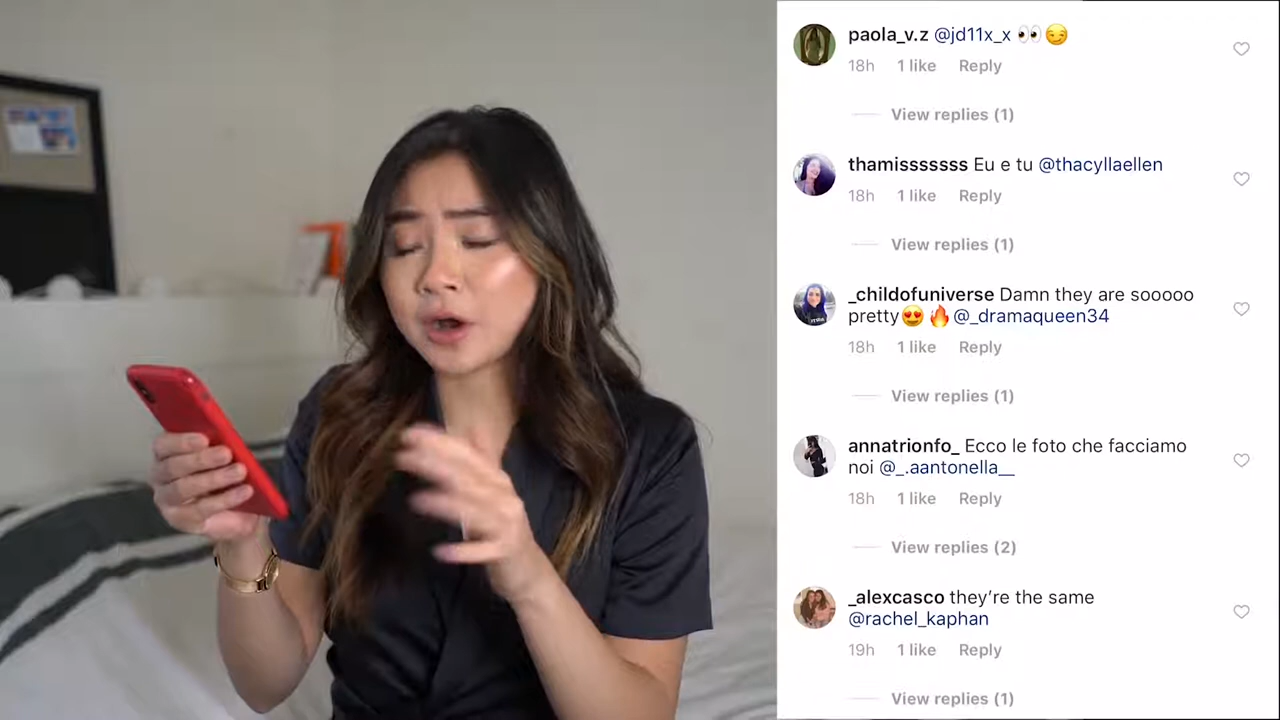 paola_v.z @jd11x_x 👀😏
18h 1 like Reply
View replies (1)
thamisssssss Eu e tu @thacyllaellen
18h 1 like Reply
View replies (1)
_childofuniverse Damn they are sooooo
pretty😍🔥@_dramaqueen34
18h 1 like Reply
View replies (1)
annatrionfo_ Ecco le foto che facciamo
noi @_.aantonella__
18h 1 like Reply
View replies (2)
_alexcasco they’re the same
@rachel_kaphan
19h 1 like Reply
View replies (1)